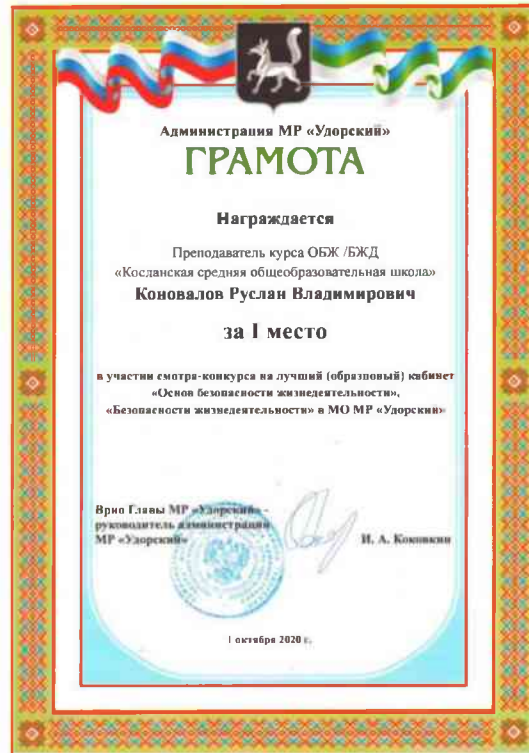 Администрация МР «Удорский»
ГРАМОТА
Награждается
Преподаватель курса ОБЖ /БЖД
«Косланская средняя общеобразовательная школа»
Коновалов Руслан Владимирович
за I место
в участии смотра-конкурса на лучший (образцовый) кабинет
«Основ безопасности жизнедеятельности»,
«Безопасности жизнедеятельности» в МО МР «Удорский»
Врио Главы МР «Удорский» -
руководитель администрации
МР «Удорский»
И. А. Коковкин
1 октября 2020 г.